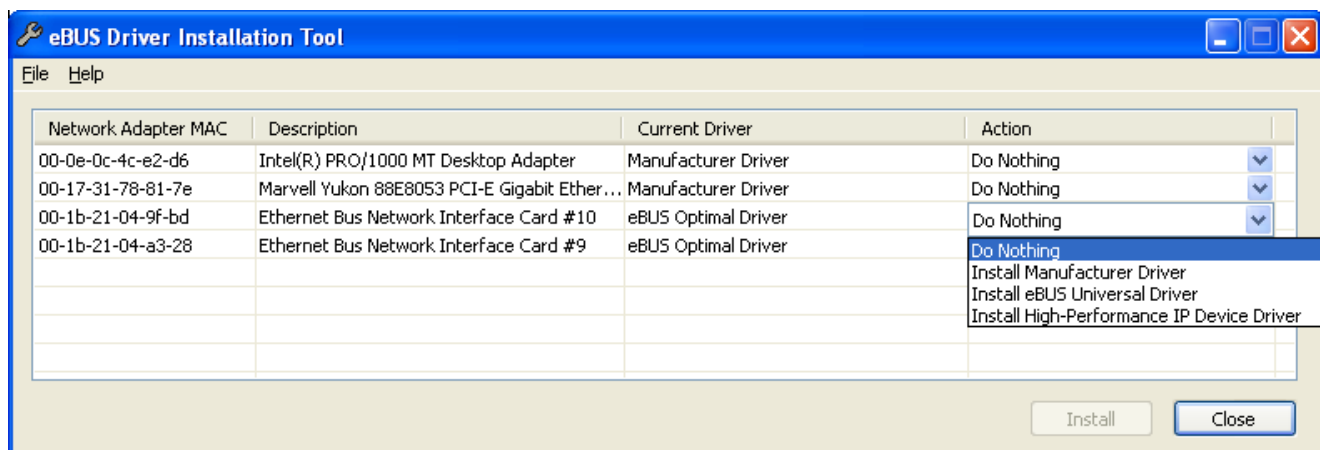 eBUS Driver Installation Tool
File Help
Network Adapter MAC Description Current Driver Action
00-0e-0c-4c-e2-d6 Intel(R) PRO/1000 MT Desktop Adapter Manufacturer Driver Do Nothing
00-17-31-78-81-7e Marvell Yukon 88E8053 PCI-E Gigabit Ether... Manufacturer Driver Do Nothing
00-1b-21-04-9f-bd Ethernet Bus Network Interface Card #10 eBUS Optimal Driver Do Nothing
00-1b-21-04-a3-28 Ethernet Bus Network Interface Card #9 eBUS Optimal Driver
Do Nothing
Install Manufacturer Driver
Install eBUS Universal Driver
Install High-Performance IP Device Driver
Install Close